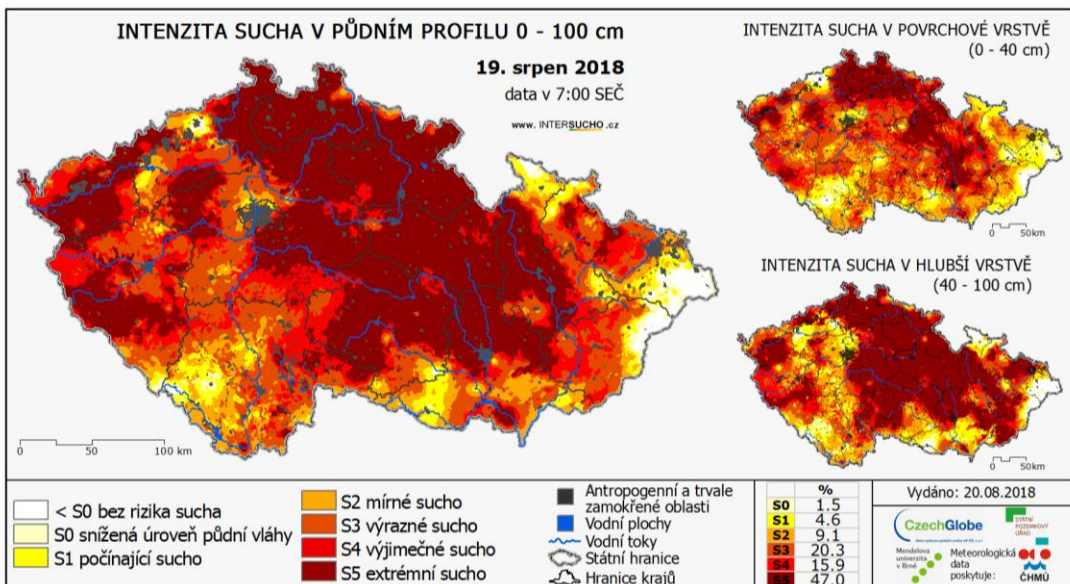 INTENZITA SUCHA V PŮDNÍM PROFILU 0 - 100 cm
19. srpen 2018
data v 7:00 SEČ
www. INTERSUCHO .cz
INTENZITA SUCHA V POVRCHOVÉ VRSTVĚ
(0 - 40 cm)
0 50km
INTENZITA SUCHA V HLUBŠÍ VRSTVĚ
(40 - 100 cm)
0 50km
0 50 100 km
< S0 bez rizika sucha
S0 snížená úroveň půdní vláhy
S1 počínající sucho
S2 mírné sucho
S3 výrazné sucho
S4 výjimečné sucho
S5 extrémní sucho
Antropogenní a trvale
zamokřené oblasti
Vodní plochy
Vodní toky
Státní hranice
Hranice krajů
%
S0 1.5
S1 4.6
S2 9.1
S3 20.3
S4 15.9
S5 47.0
Vydáno: 20.08.2018
CzechGlobe
STÁTNÍ
POZEMKOVÝ
ÚŘAD
Mendelova
univerzita
v Brně
Meteorologická
data
poskytuje:
ČHMÚ